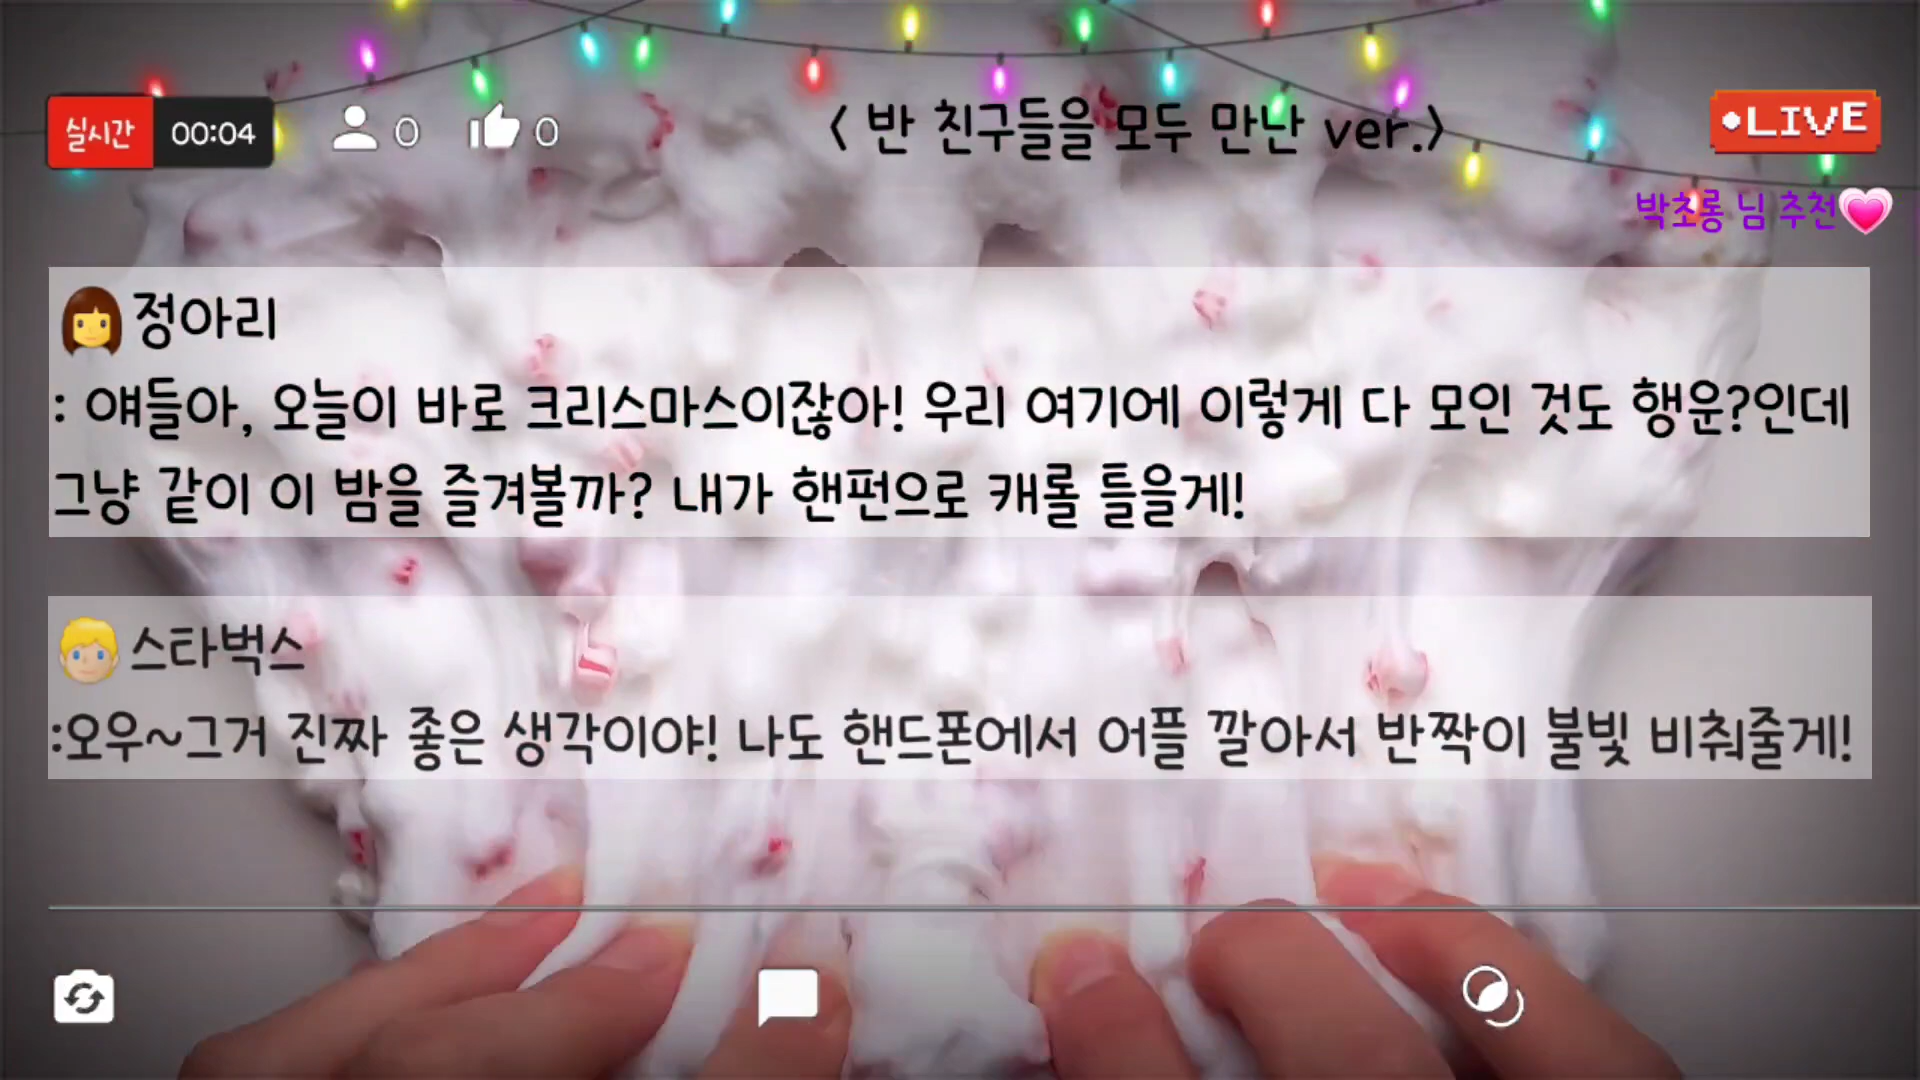 실시간 00:04 0 0 < 반 친구들을 모두 만난 ver.> LIVE
박초롱 님 추천
정아리
: 얘들아, 오늘이 바로 크리스마스이잖아! 우리 여기에 이렇게 다 모인 것도 행운?인데
그냥 같이 이 밤을 즐겨볼까? 내가 핸펀으로 캐롤 틀을게!
스타벅스
:오우~그거 진짜 좋은 생각이야! 나도 핸드폰에서 어플 깔아서 반짝이 불빛 비춰줄게!